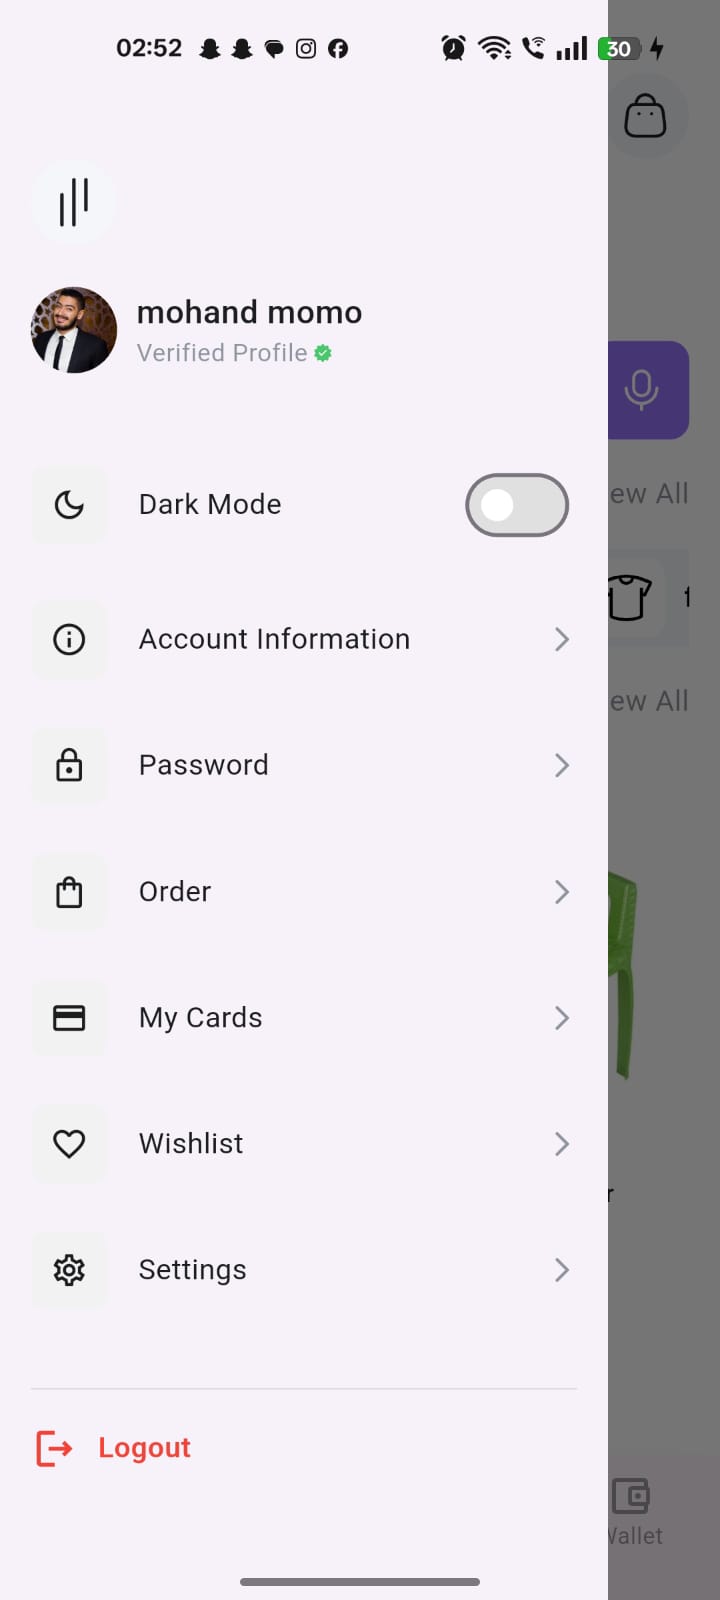 02:52
30
mohand momo
Verified Profile
Dark Mode
ew All
Account Information
ew All
Password
Order
My Cards
Wishlist
r
Settings
Logout
Wallet